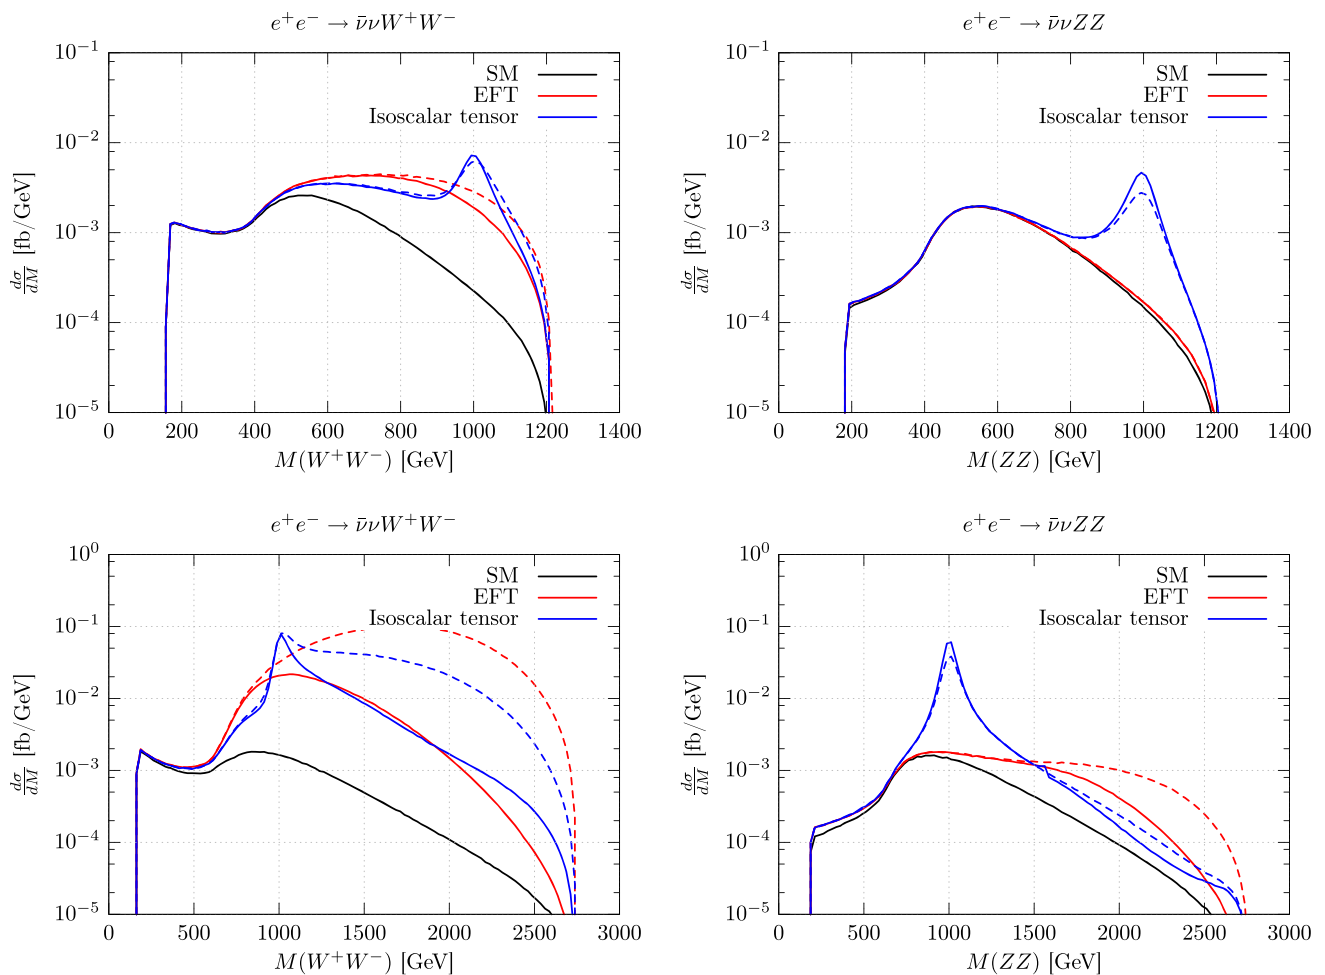 e⁺e⁻ → ν̄νW⁺W⁻
10⁻¹
10⁻²
10⁻³
10⁻⁴
10⁻⁵
dσ/dM [fb/GeV]
SM
EFT
Isoscalar tensor
0 200 400 600 800 1000 1200 1400
M(W⁺W⁻) [GeV]
e⁺e⁻ → ν̄νZZ
10⁻¹
10⁻²
10⁻³
10⁻⁴
10⁻⁵
dσ/dM [fb/GeV]
SM
EFT
Isoscalar tensor
0 200 400 600 800 1000 1200 1400
M(ZZ) [GeV]
e⁺e⁻ → ν̄νW⁺W⁻
10⁰
10⁻¹
10⁻²
10⁻³
10⁻⁴
10⁻⁵
dσ/dM [fb/GeV]
SM
EFT
Isoscalar tensor
0 500 1000 1500 2000 2500 3000
M(W⁺W⁻) [GeV]
e⁺e⁻ → ν̄νZZ
10⁰
10⁻¹
10⁻²
10⁻³
10⁻⁴
10⁻⁵
dσ/dM [fb/GeV]
SM
EFT
Isoscalar tensor
0 500 1000 1500 2000 2500 3000
M(ZZ) [GeV]